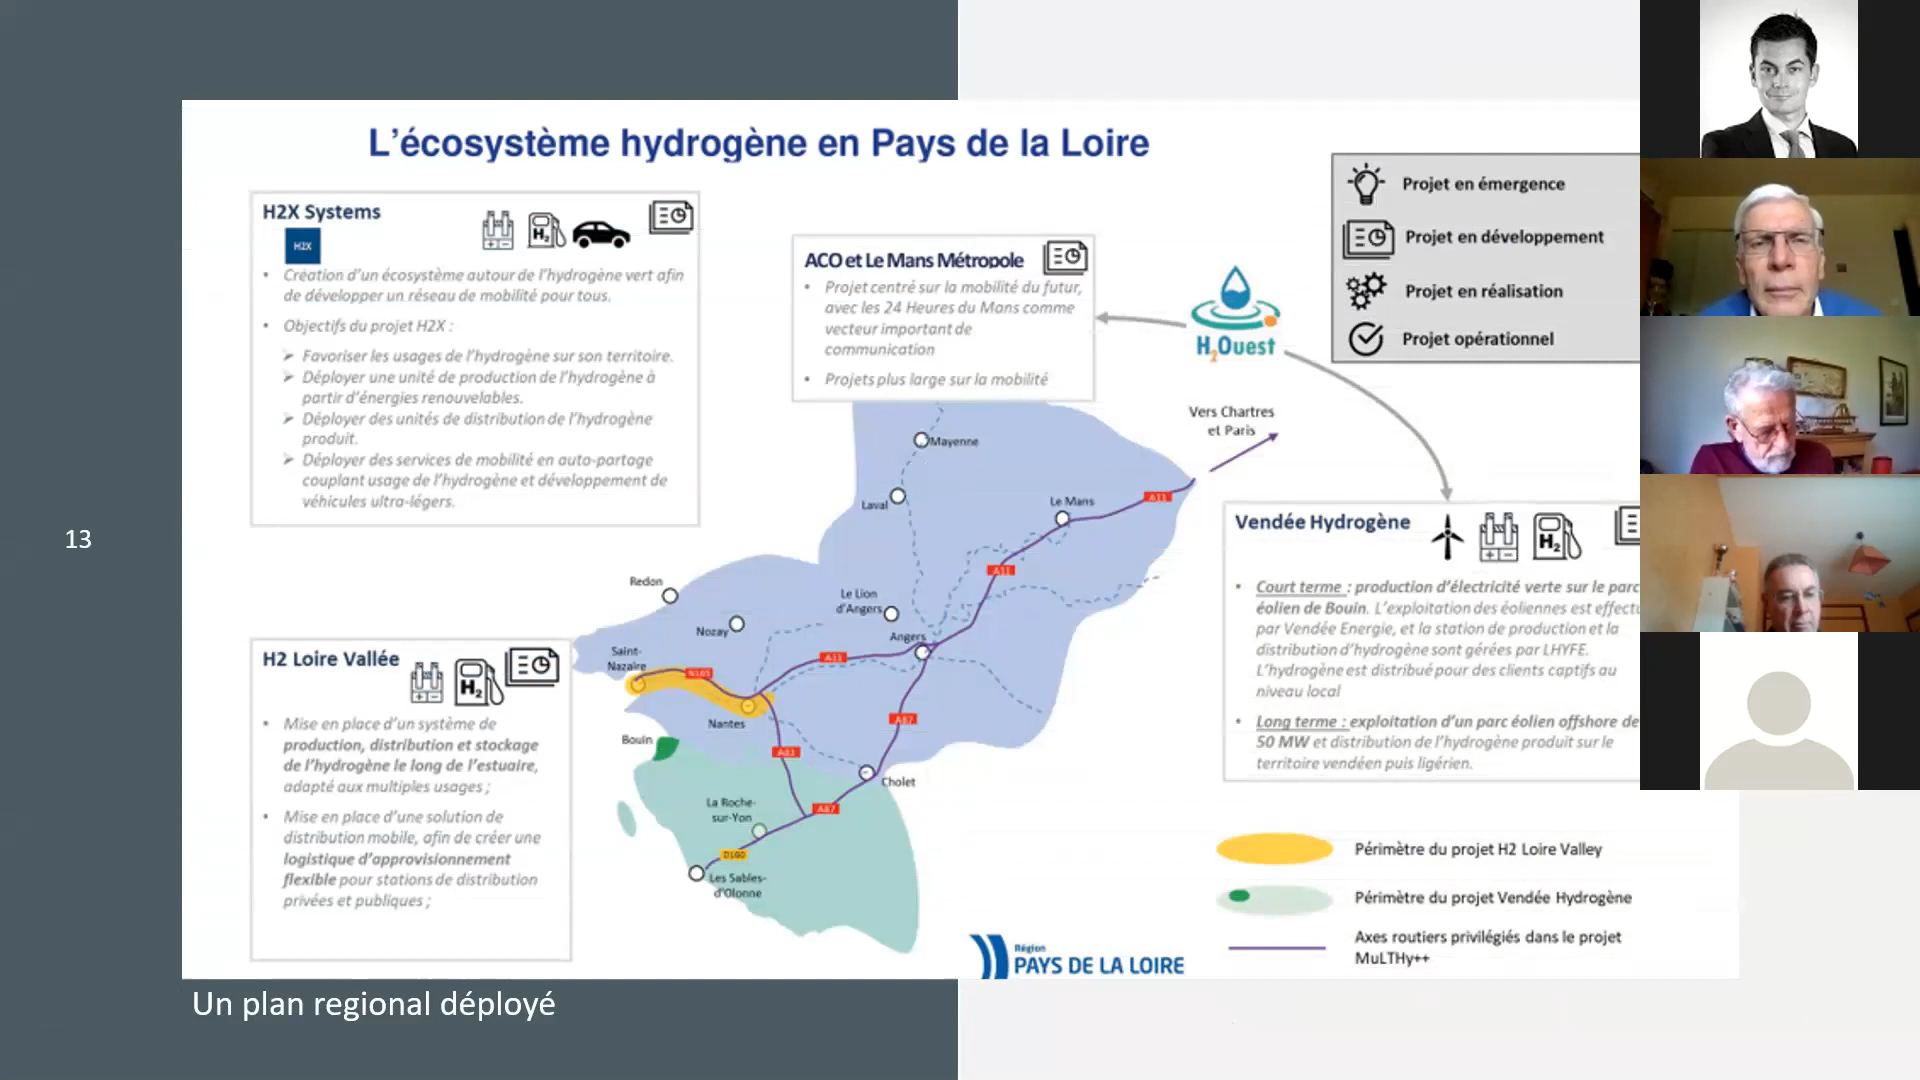 L'écosystème hydrogène en Pays de la Loire
H2X Systems
H2X
H2
• Création d'un écosystème autour de l'hydrogène vert afin
de développer un réseau de mobilité pour tous.
• Objectifs du projet H2X :
➢ Favoriser les usages de l'hydrogène sur son territoire.
➢ Déployer une unité de production de l'hydrogène à
partir d'énergies renouvelables.
➢ Déployer des unités de distribution de l'hydrogène
produit.
➢ Déployer des services de mobilité en auto-partage
couplant usage de l'hydrogène et développement de
véhicules ultra-légers.
ACO et Le Mans Métropole
• Projet centré sur la mobilité du futur,
avec les 24 Heures du Mans comme
vecteur important de
communication
• Projets plus large sur la mobilité
H2Ouest
Projet en émergence
Projet en développement
Projet en réalisation
Projet opérationnel
Vers Chartres
et Paris
Mayenne
Laval
Le Mans
A11
A11
Redon
Nozay
Le Lion
d'Angers
Angers
Saint-
Nazaire
N165
A11
Nantes
A87
Bouin
A83
Cholet
La Roche-
sur-Yon
A87
D160
Les Sables-
d'Olonne
13
H2 Loire Vallée
H2
• Mise en place d'un système de
production, distribution et stockage
de l'hydrogène le long de l'estuaire,
adapté aux multiples usages ;
• Mise en place d'une solution de
distribution mobile, afin de créer une
logistique d'approvisionnement
flexible pour stations de distribution
privées et publiques ;
Vendée Hydrogène
H2
• Court terme : production d'électricité verte sur le parc
éolien de Bouin. L'exploitation des éoliennes est effectu
par Vendée Energie, et la station de production et la
distribution d'hydrogène sont gérées par LHYFE.
L'hydrogène est distribué pour des clients captifs au
niveau local
• Long terme : exploitation d'un parc éolien offshore de
50 MW et distribution de l'hydrogène produit sur le
territoire vendéen puis ligérien.
Périmètre du projet H2 Loire Valley
Périmètre du projet Vendée Hydrogène
Axes routiers privilégiés dans le projet
MuLTHy++
Région
PAYS DE LA LOIRE
Un plan regional déployé